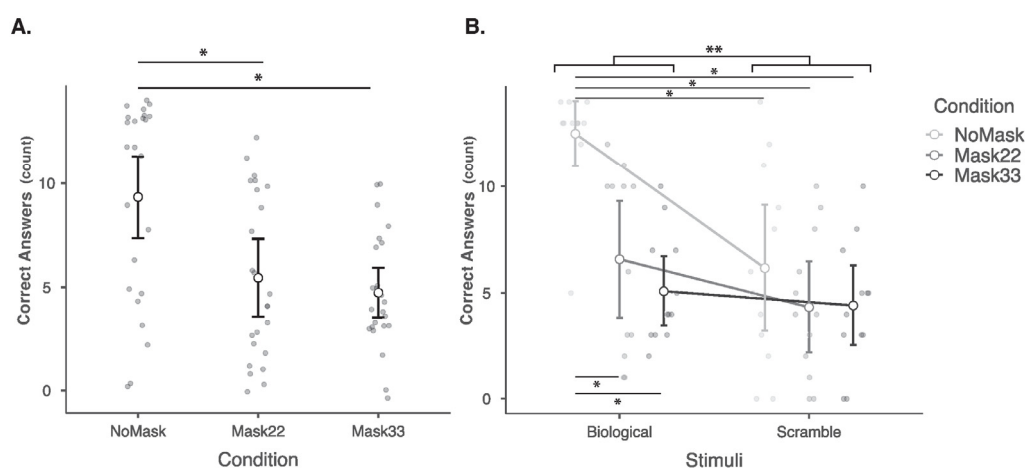 A.
*
*
Correct Answers (count)
10
5
0
NoMask
Mask22
Mask33
Condition
B.
**
*
*
*
Correct Answers (count)
10
5
0
*
*
Biological
Scramble
Stimuli
Condition
NoMask
Mask22
Mask33